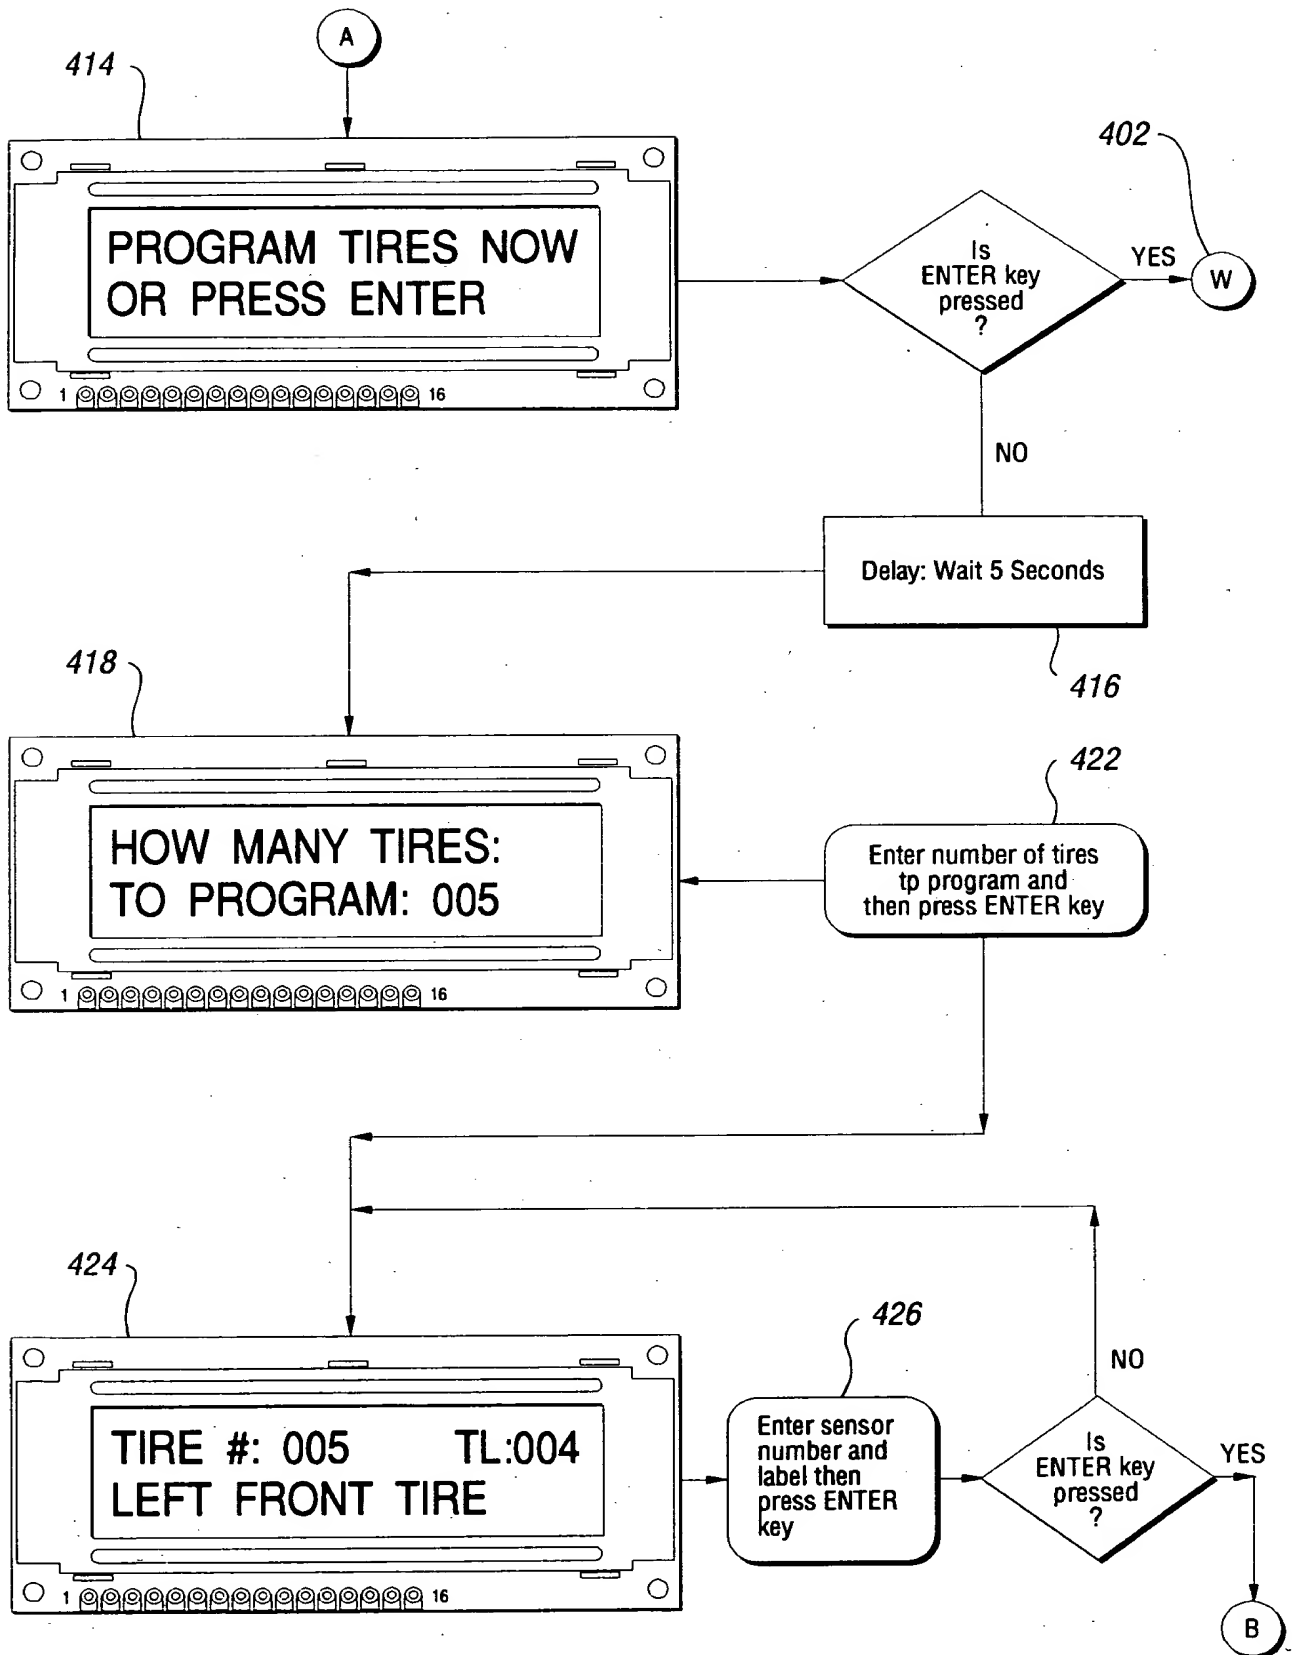 A
414
402
PROGRAM TIRES NOW
OR PRESS ENTER
1 16
Is
ENTER key
pressed
?
YES
W
NO
Delay: Wait 5 Seconds
416
418
422
HOW MANY TIRES:
TO PROGRAM: 005
1 16
Enter number of tires
tp program and
then press ENTER key
424
426
TIRE #: 005 TL:004
LEFT FRONT TIRE
1 16
Enter sensor
number and
label then
press ENTER
key
NO
Is
ENTER key
pressed
?
YES
B